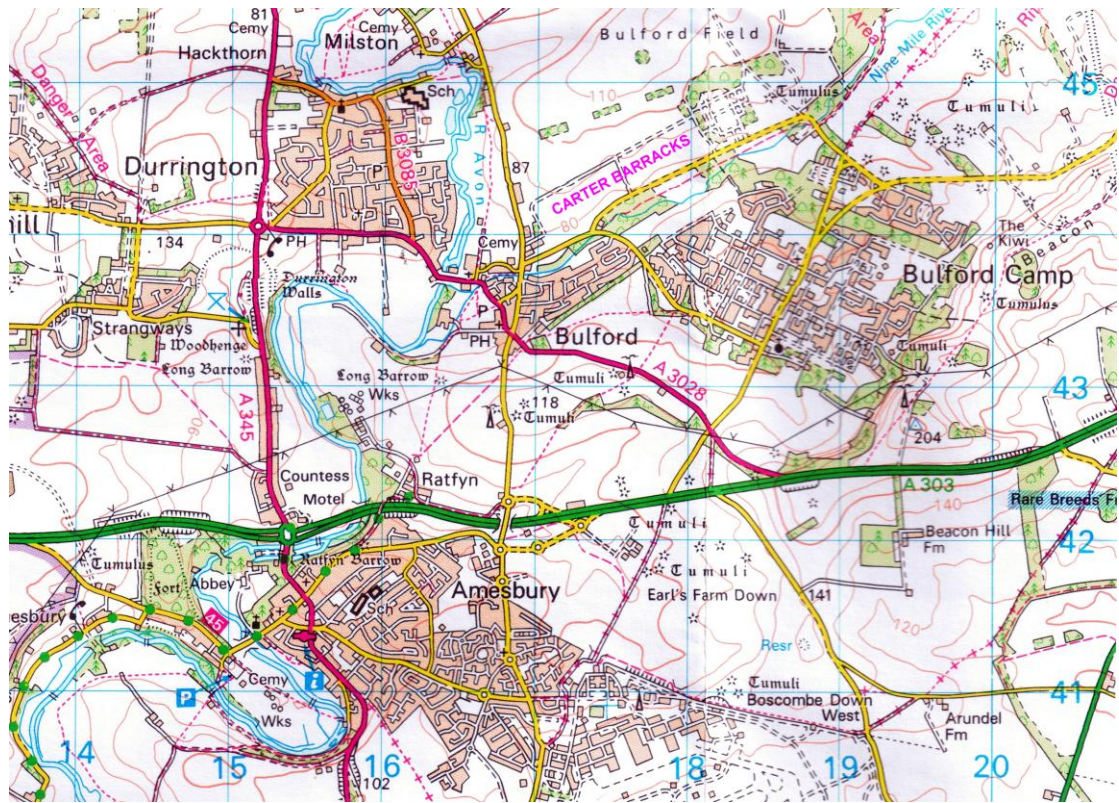 Cemy
81
Cemy
Milston
Hackthorn
Bulford Field
Area
Nine Mile River
Danger
Area
Sch
110
45
Tumulus
Tumuli
Durrington
B 3085
R Avon
P
87
CARTER BARRACKS
80
The
Kiwi
Beacon
134
PH
Cemy
Durrington
Walls
Bulford Camp
Tumulus
Strangways
Woodhenge
P
PH
Bulford
Tumuli
Long Barrow
Long Barrow
Wks
Tumuli
A 3028
43
118
Tumuli
A 345
90
204
Countess
Motel
Ratfyn
A 303
140
Rare Breeds
Beacon Hill
Fm
Tumuli
42
Ratfyn Barrow
Tumulus
Fort
Abbey
Amesbury
Tumuli
Earl's Farm Down
141
Sch
esbury
45
120
Resr
Cemy
P
i
Wks
Tumuli
41
Boscombe Down
West
Arundel
Fm
14
15
16
18
19
20
102